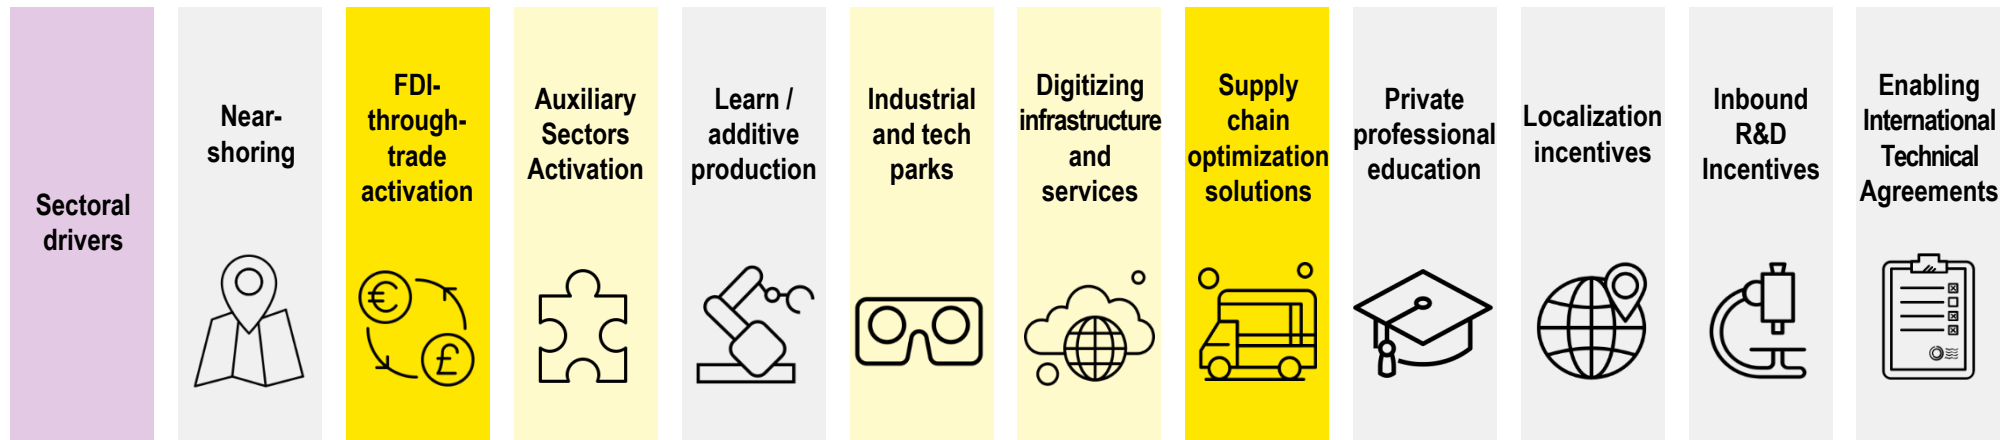 Sectoral
drivers
Near-
shoring
FDI-
through-
trade
activation
Auxiliary
Sectors
Activation
Learn /
additive
production
Industrial
and tech
parks
Digitizing
infrastructure
and
services
Supply
chain
optimization
solutions
Private
professional
education
Localization
incentives
Inbound
R&D
Incentives
Enabling
International
Technical
Agreements